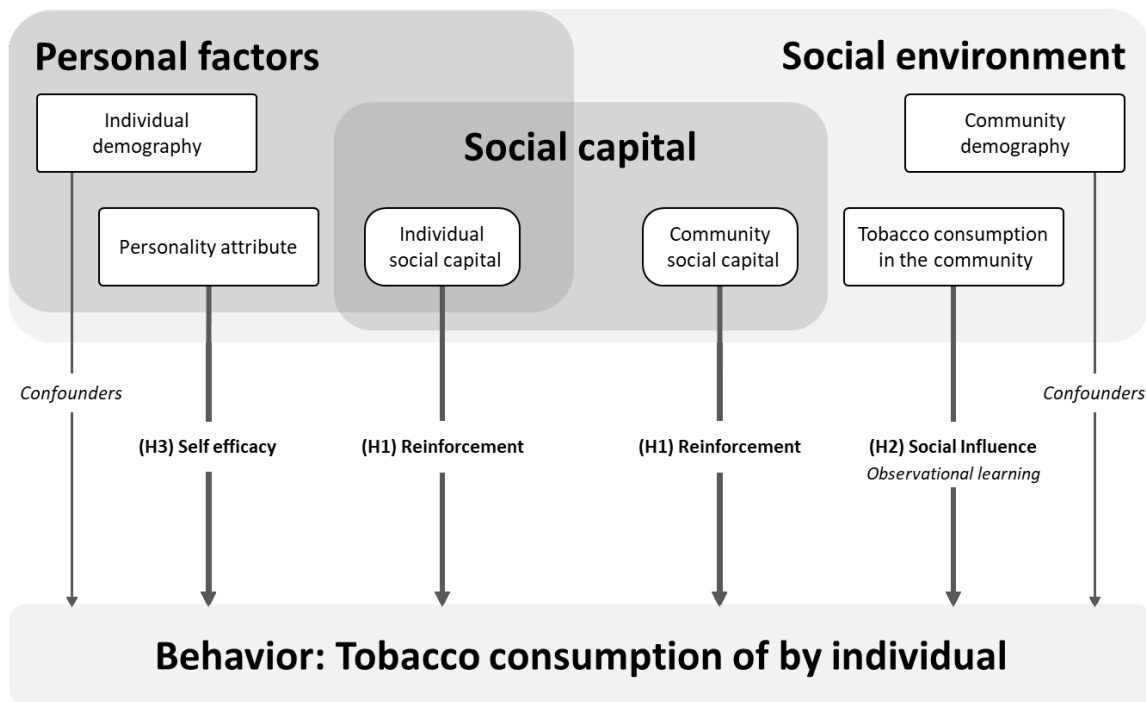 Personal factors
Social environment
Individual
demography
Social capital
Community
demography
Personality attribute
Individual
social capital
Community
social capital
Tobacco consumption
in the community
Confounders
Confounders
(H3) Self efficacy
(H1) Reinforcement
(H1) Reinforcement
(H2) Social Influence
Observational learning
Behavior: Tobacco consumption of by individual